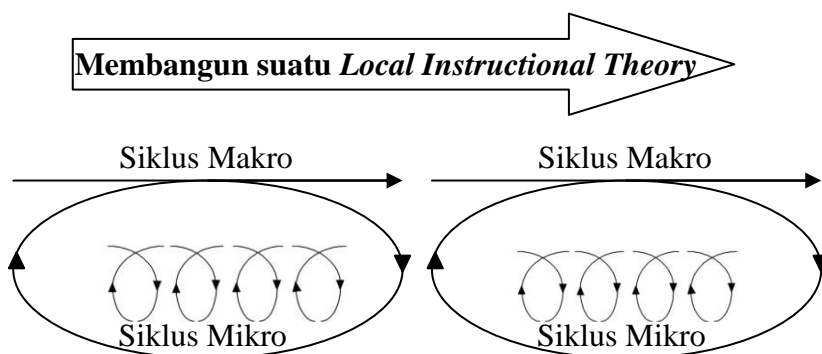 Membangun suatu Local Instructional Theory
Siklus Makro Siklus Makro
Siklus Mikro Siklus Mikro